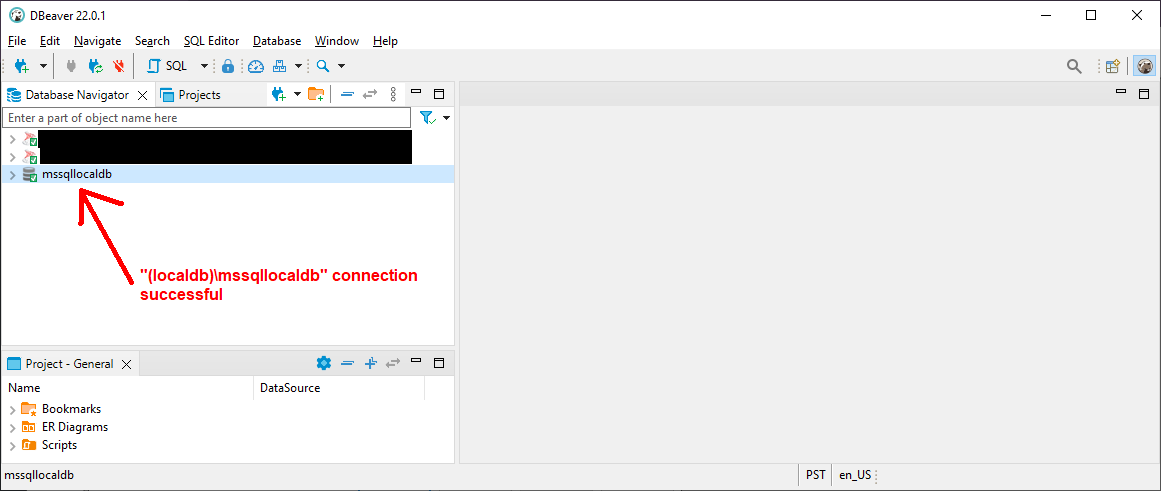 DBeaver 22.0.1
File Edit Navigate Search SQL Editor Database Window Help
SQL
Database Navigator Projects
Enter a part of object name here
mssqllocaldb
"(localdb)\mssqllocaldb" connection
successful
Project - General
Name DataSource
Bookmarks
ER Diagrams
Scripts
mssqllocaldb PST en_US